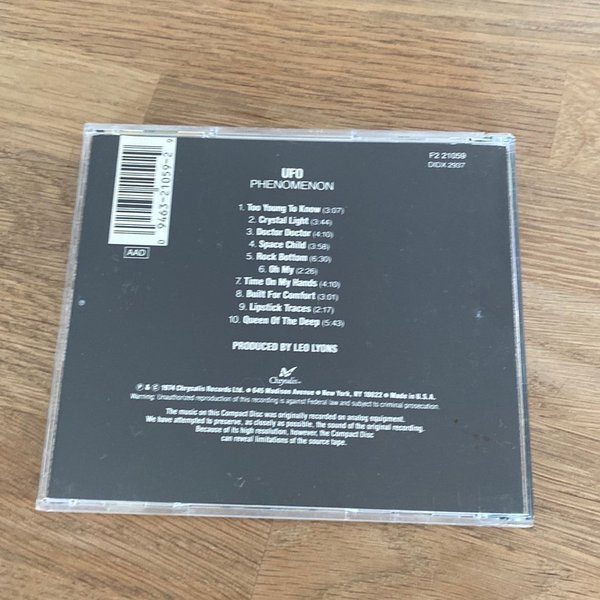 0 9463-21059-2 9
AAD
F2 21059
DIDX 2937
UFO
PHENOMENON
1. Too Young To Know (3:07)
2. Crystal Light (3:44)
3. Doctor Doctor (4:10)
4. Space Child (3:58)
5. Rock Bottom (6:30)
6. Oh My (2:26)
7. Time On My Hands (4:10)
8. Built For Comfort (3:01)
9. Lipstick Traces (2:17)
10. Queen Of The Deep (5:43)
PRODUCED BY LEO LYONS
Chrysalis
℗ & © 1974 Chrysalis Records Ltd. • 645 Madison Avenue • New York, NY 10022 • Made in U.S.A.
Warning: Unauthorized reproduction of this recording is against Federal law and subject to criminal prosecution.
The music on this Compact Disc was originally recorded on analog equipment.
We have attempted to preserve, as closely as possible, the sound of the original recording.
Because of its high resolution, however, the Compact Disc
can reveal limitations of the source tape.